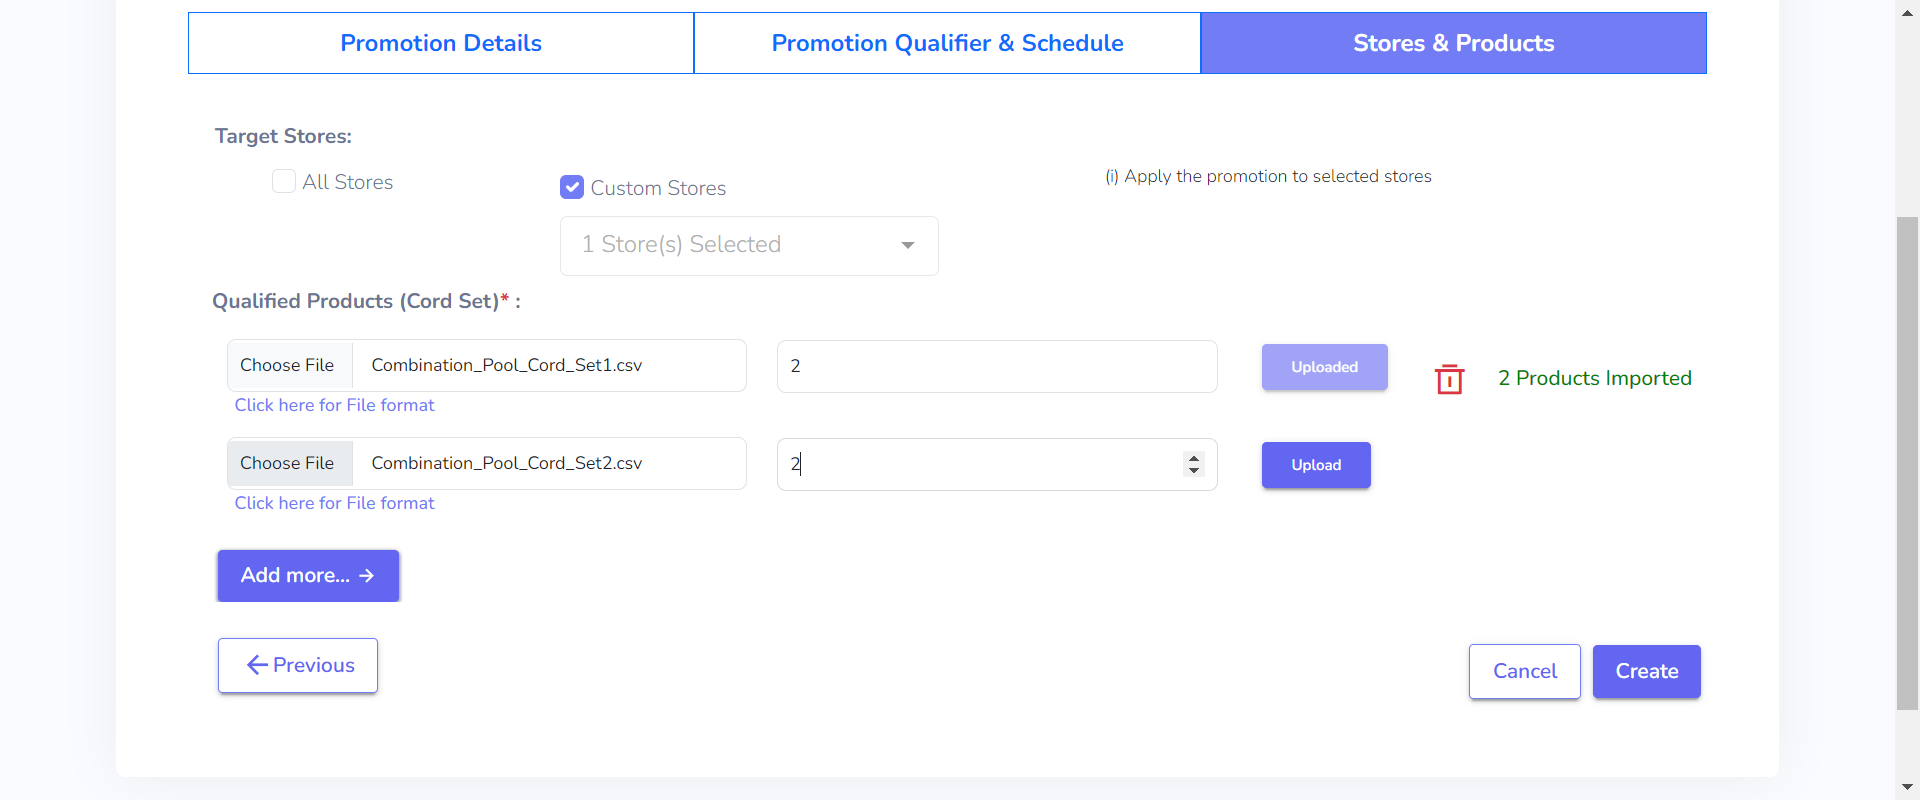 Promotion Details
Promotion Qualifier & Schedule
Stores & Products
Target Stores:
All Stores
Custom Stores
(i) Apply the promotion to selected stores
1 Store(s) Selected
Qualified Products (Cord Set)* :
Choose File
Combination_Pool_Cord_Set1.csv
2
Uploaded
2 Products Imported
Click here for File format
Choose File
Combination_Pool_Cord_Set2.csv
2
Upload
Click here for File format
Add more... →
← Previous
Cancel
Create